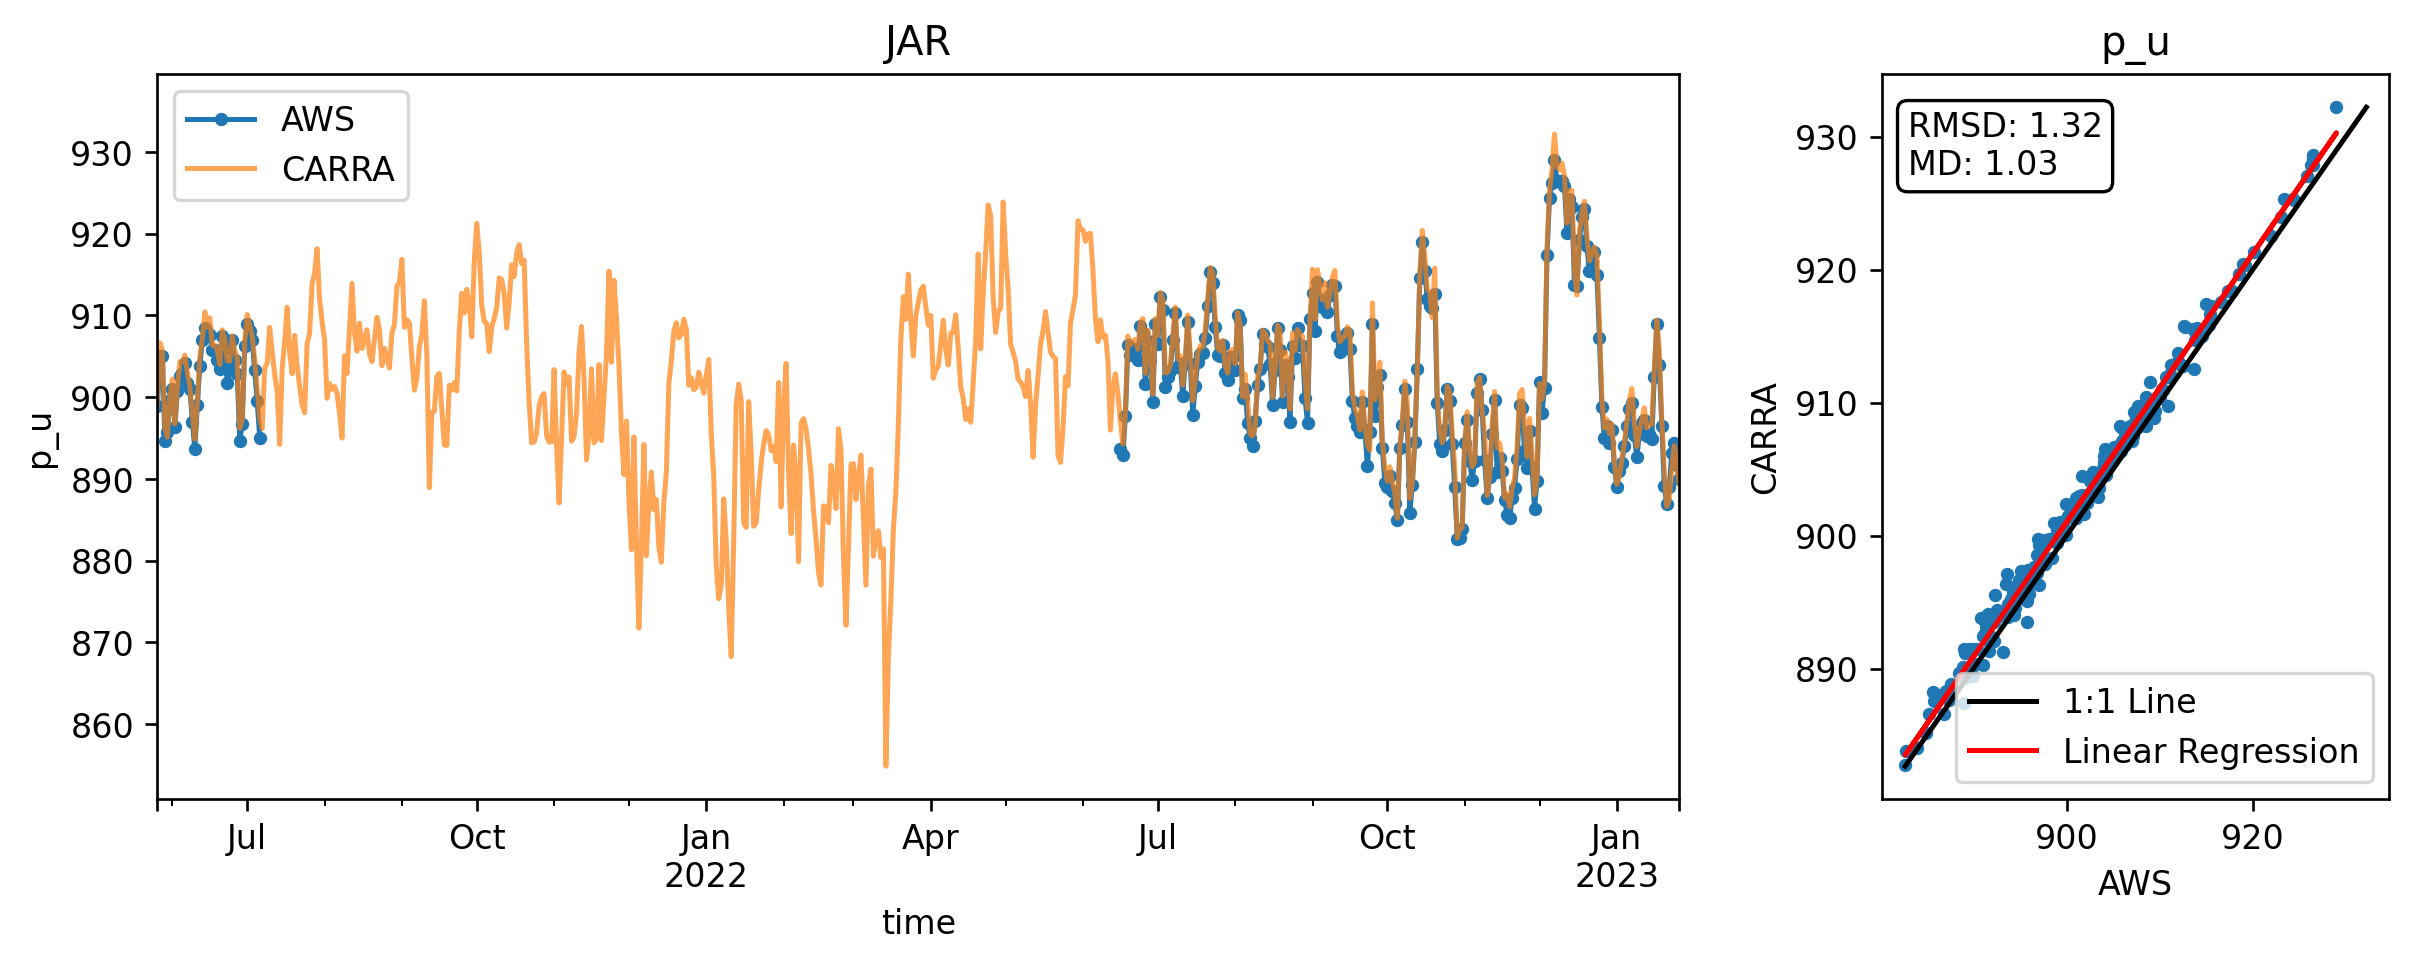 JAR
AWS
CARRA
930
920
910
900
890
880
870
860
p_u
Jul
Oct
Jan
2022
Apr
Jul
Oct
Jan
2023
time
p_u
RMSD: 1.32
MD: 1.03
930
920
910
900
890
CARRA
1:1 Line
Linear Regression
900
920
AWS